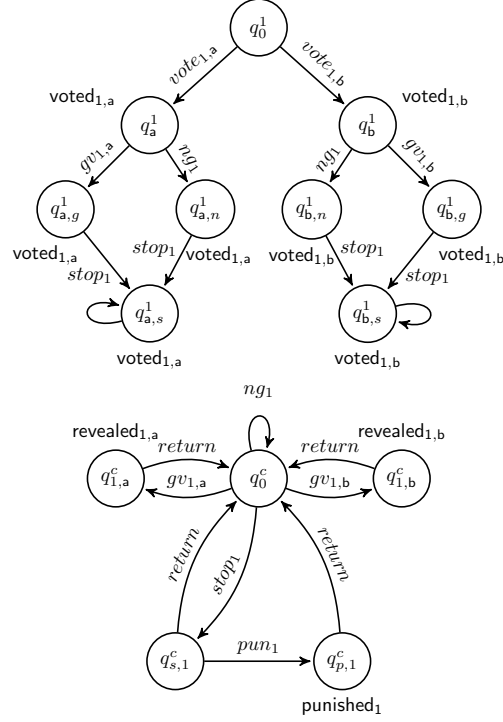 q_0^1
vote_{1,a} vote_{1,b}
voted_{1,a} voted_{1,b}
q_a^1 q_b^1
gv_{1,a} ng_1 ng_1 gv_{1,b}
q_{a,g}^1 q_{a,n}^1 q_{b,n}^1 q_{b,g}^1
voted_{1,a} voted_{1,a} voted_{1,b} voted_{1,b}
stop_1 stop_1 stop_1 stop_1
q_{a,s}^1 q_{b,s}^1
voted_{1,a} voted_{1,b}
ng_1
revealed_{1,a} revealed_{1,b}
return return
q_{1,a}^c q_0^c q_{1,b}^c
gv_{1,a} gv_{1,b}
return stop_1 return
q_{s,1}^c pun_1 q_{p,1}^c
punished_1